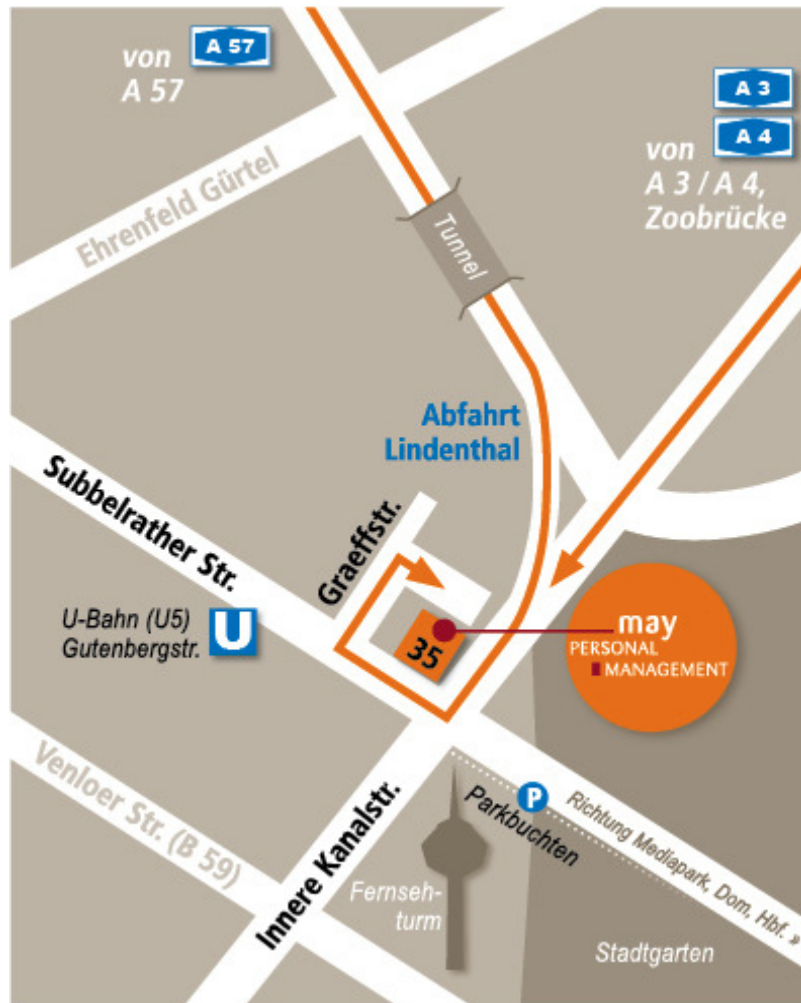 von
A 57
A 57
A 3
A 4
von
A 3 / A 4,
Zoobrücke
Ehrenfeld Gürtel
Tunnel
Abfahrt
Lindenthal
Subbelrather Str.
Graeffstr.
U-Bahn (U5)
Gutenbergstr.
U
35
may
PERSONAL
MANAGEMENT
Venloer Str. (B 59)
Innere Kanalstr.
P
Parkbuchten
Richtung Mediapark, Dom, Hbf. »
Fernseh-
turm
Stadtgarten